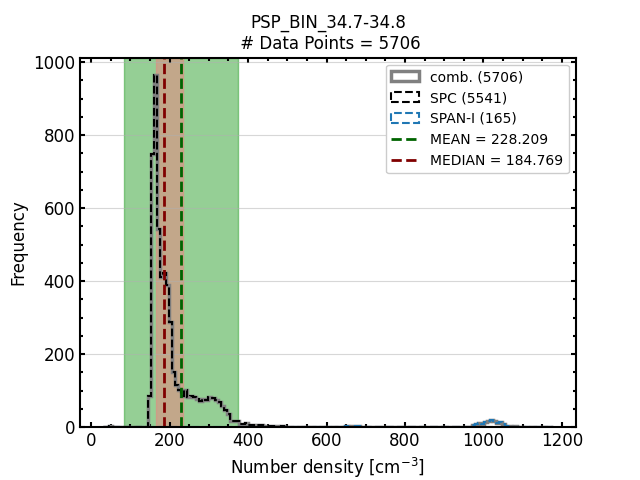 PSP_BIN_34.7-34.8
# Data Points = 5706
comb. (5706)
SPC (5541)
SPAN-I (165)
MEAN = 228.209
MEDIAN = 184.769
Frequency
1000
800
600
400
200
0
0 200 400 600 800 1000 1200
Number density [cm⁻³]